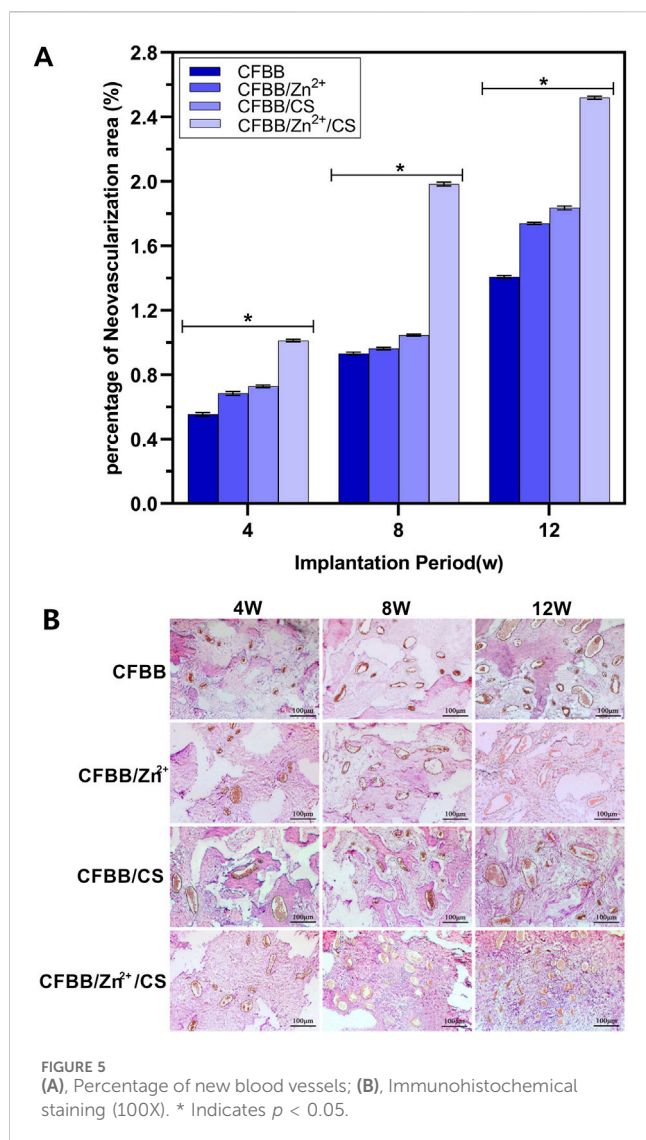 A
percentage of Neovascularization area (%)
2.8
2.4
2.0
1.6
1.2
0.8
0.4
0.0
CFBB
CFBB/Zn²⁺
CFBB/CS
CFBB/Zn²⁺/CS
*
*
*
4
8
12
Implantation Period(w)
B
4W
8W
12W
CFBB
100μm
100μm
100μm
CFBB/Zn²⁺
100μm
100μm
100μm
CFBB/CS
100μm
100μm
100μm
CFBB/Zn²⁺/CS
100μm
100μm
100μm
FIGURE 5
(A), Percentage of new blood vessels; (B), Immunohistochemical
staining (100X). * Indicates p < 0.05.